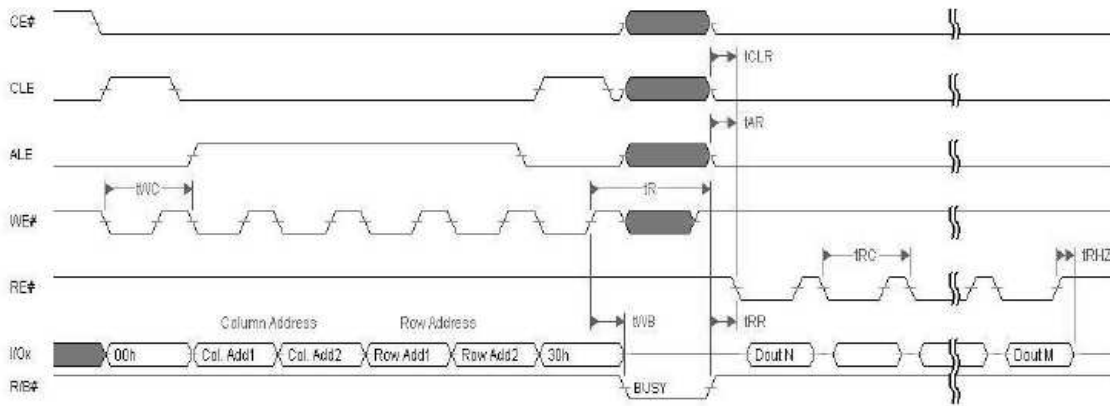 CE#
tCLR
CLE
tAR
ALE
tWC
tR
WE#
tRC
tRHZ
RE#
Column Address Row Address tWB tRR
I/Ox 00h Col. Add1 Col. Add2 Row Add1 Row Add2 30h Dout N Dout M
R/B# BUSY